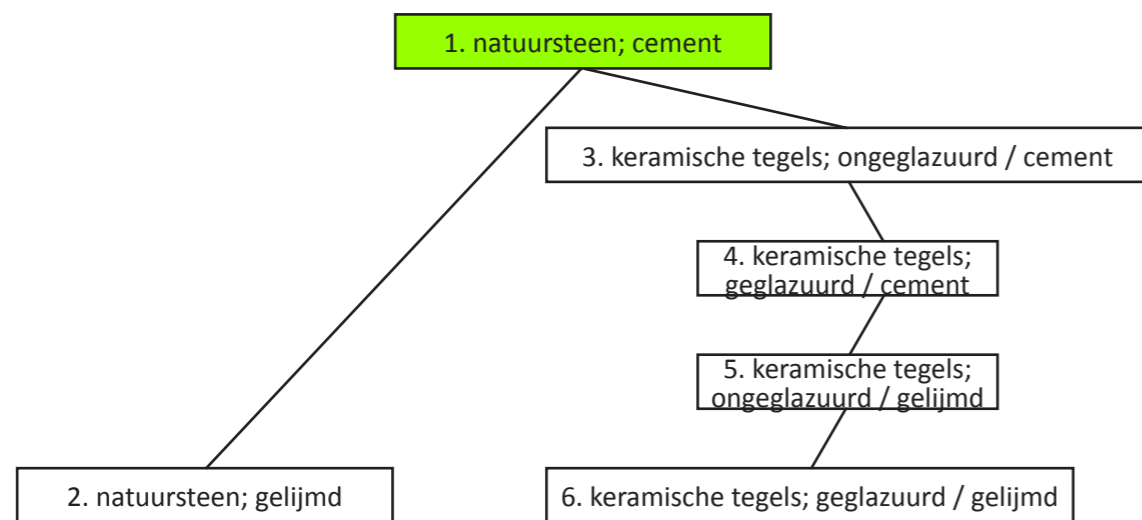 1. natuursteen; cement
3. keramische tegels; ongeglazuurd / cement
4. keramische tegels;
geglazuurd / cement
5. keramische tegels;
ongeglazuurd / gelijmd
2. natuursteen; gelijmd
6. keramische tegels; geglazuurd / gelijmd